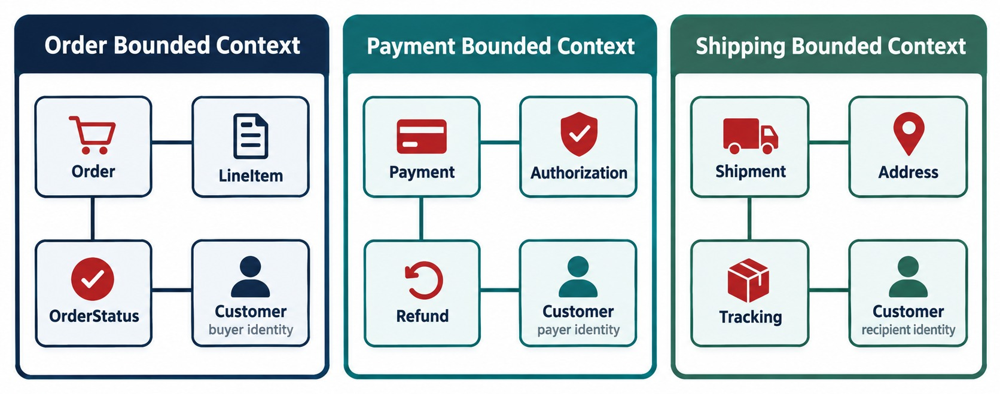 Order Bounded Context
Order
LineItem
OrderStatus
Customer
buyer identity
Payment Bounded Context
Payment
Authorization
Refund
Customer
payer identity
Shipping Bounded Context
Shipment
Address
Tracking
Customer
recipient identity